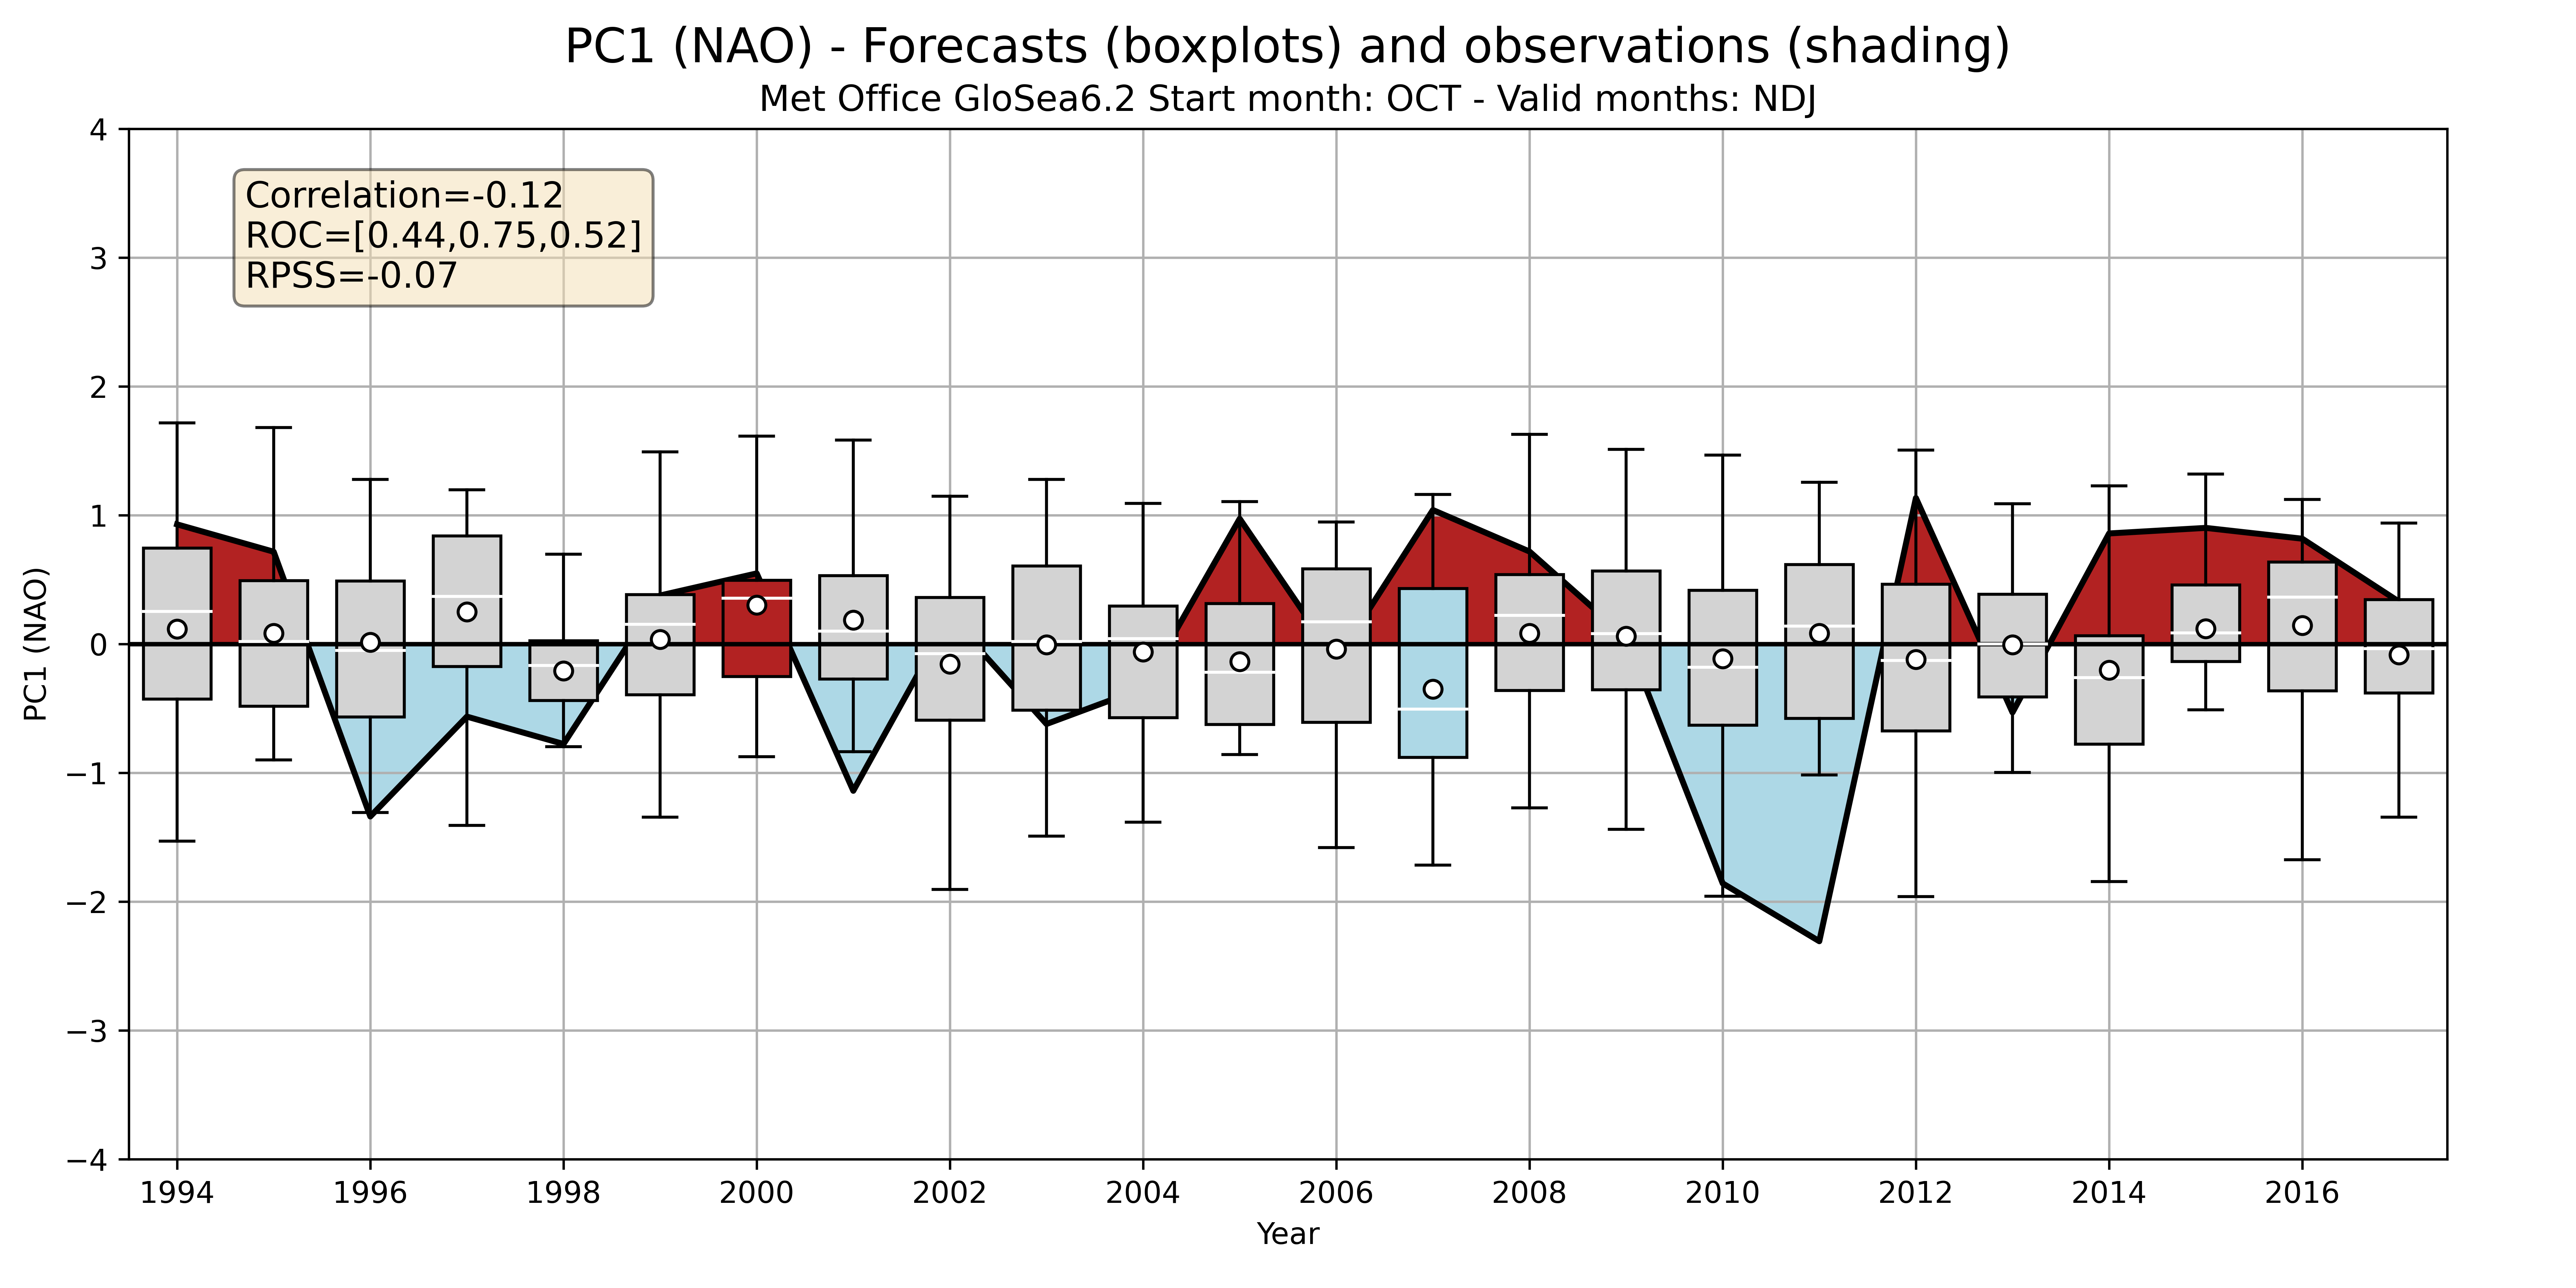 PC1 (NAO) - Forecasts (boxplots) and observations (shading)
Met Office GloSea6.2 Start month: OCT - Valid months: NDJ
Correlation=-0.12
ROC=[0.44,0.75,0.52]
RPSS=-0.07
PC1 (NAO)
4
3
2
1
0
−1
−2
−3
−4
1994 1996 1998 2000 2002 2004 2006 2008 2010 2012 2014 2016
Year